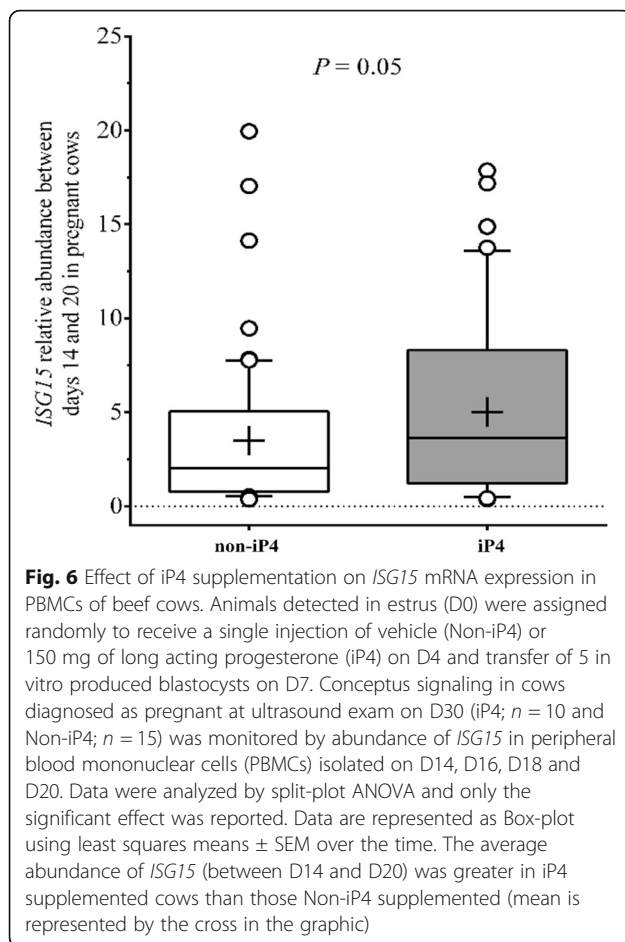 25
P = 0.05
20
15
10
5
0
ISG15 relative abundance between
days 14 and 20 in pregnant cows
non-iP4
iP4
Fig. 6 Effect of iP4 supplementation on ISG15 mRNA expression in
PBMCs of beef cows. Animals detected in estrus (D0) were assigned
randomly to receive a single injection of vehicle (Non-iP4) or
150 mg of long acting progesterone (iP4) on D4 and transfer of 5 in
vitro produced blastocysts on D7. Conceptus signaling in cows
diagnosed as pregnant at ultrasound exam on D30 (iP4; n = 10 and
Non-iP4; n = 15) was monitored by abundance of ISG15 in peripheral
blood mononuclear cells (PBMCs) isolated on D14, D16, D18 and
D20. Data were analyzed by split-plot ANOVA and only the
significant effect was reported. Data are represented as Box-plot
using least squares means ± SEM over the time. The average
abundance of ISG15 (between D14 and D20) was greater in iP4
supplemented cows than those Non-iP4 supplemented (mean is
represented by the cross in the graphic)